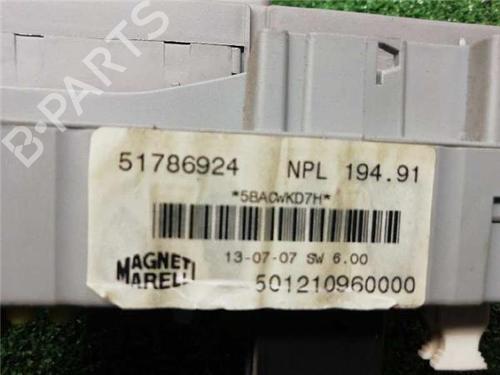 B-PARTS
51786924 NPL 194.91
*5BACWKD7H*
13-07-07 SW 6.00
MAGNETI
MARELLI
501210960000